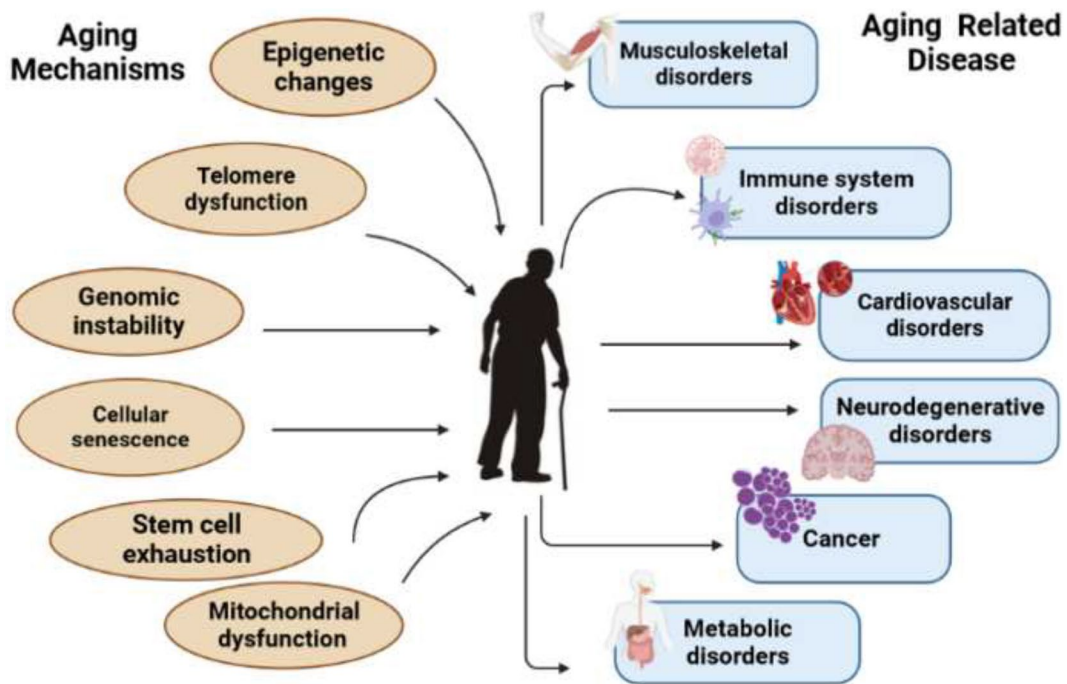 Aging
Mechanisms
Epigenetic
changes
Telomere
dysfunction
Genomic
instability
Cellular
senescence
Stem cell
exhaustion
Mitochondrial
dysfunction
Aging Related
Disease
Musculoskeletal
disorders
Immune system
disorders
Cardiovascular
disorders
Neurodegenerative
disorders
Cancer
Metabolic
disorders